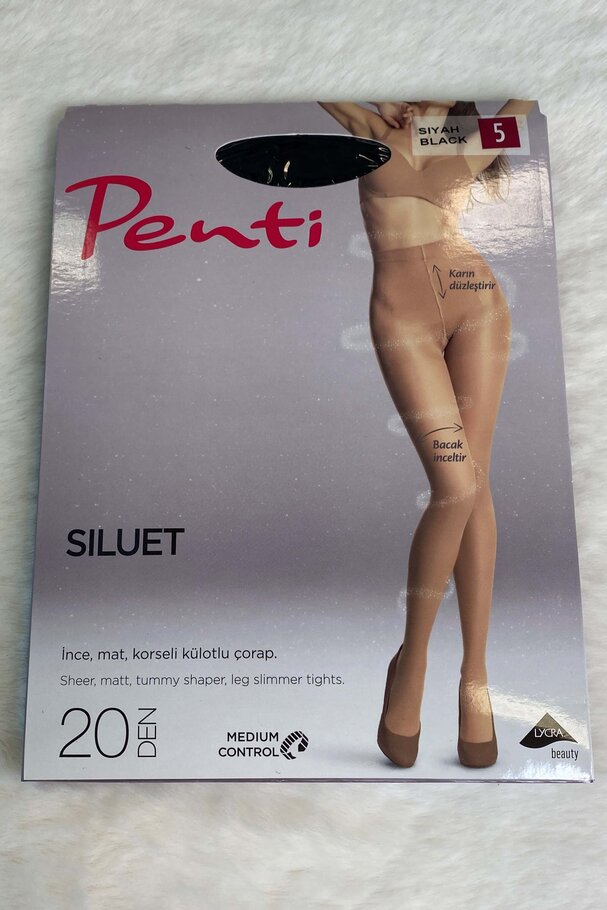 SIYAH
BLACK
5
Penti
Karın
düzleştirir
Bacak
inceltir
SILUET
İnce, mat, korseli külotlu çorap.
Sheer, matt, tummy shaper, leg slimmer tights.
20 DEN
MEDIUM
CONTROL
LYCRA
beauty